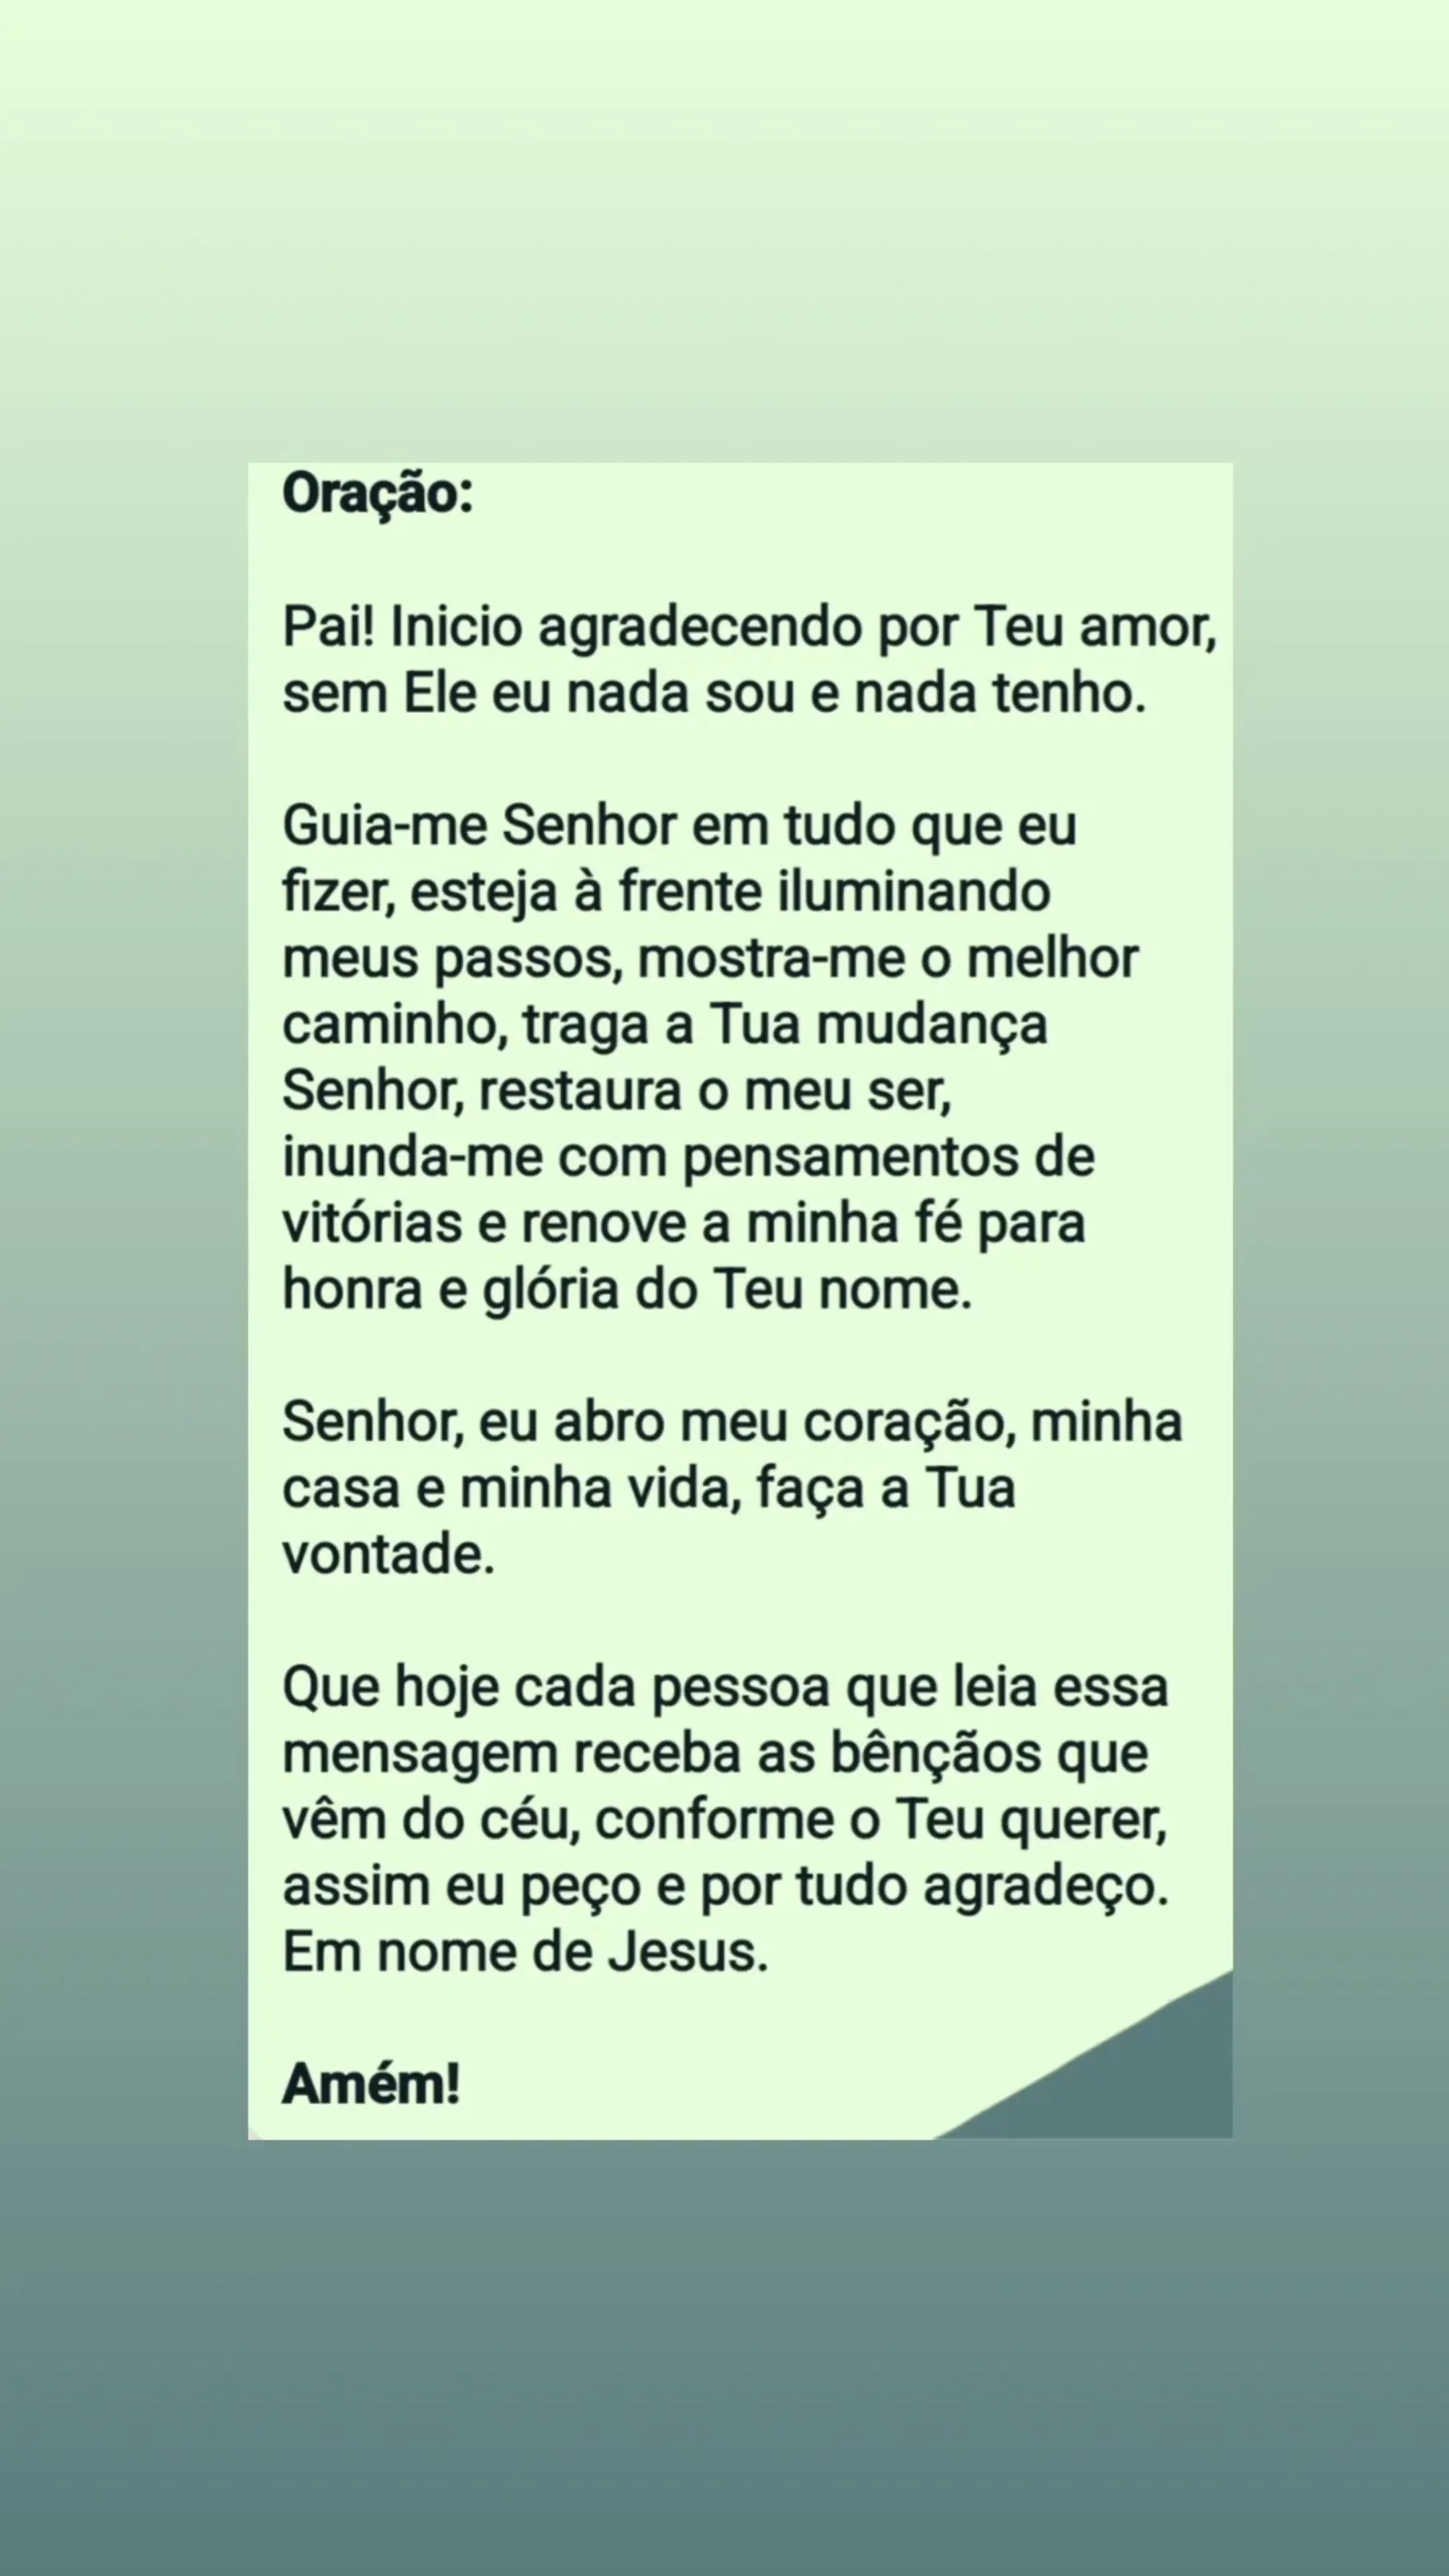 Oração:
Pai! Inicio agradecendo por Teu amor,
sem Ele eu nada sou e nada tenho.
Guia-me Senhor em tudo que eu
fizer, esteja à frente iluminando
meus passos, mostra-me o melhor
caminho, traga a Tua mudança
Senhor, restaura o meu ser,
inunda-me com pensamentos de
vitórias e renove a minha fé para
honra e glória do Teu nome.
Senhor, eu abro meu coração, minha
casa e minha vida, faça a Tua
vontade.
Que hoje cada pessoa que leia essa
mensagem receba as bênçãos que
vêm do céu, conforme o Teu querer,
assim eu peço e por tudo agradeço.
Em nome de Jesus.
Amém!